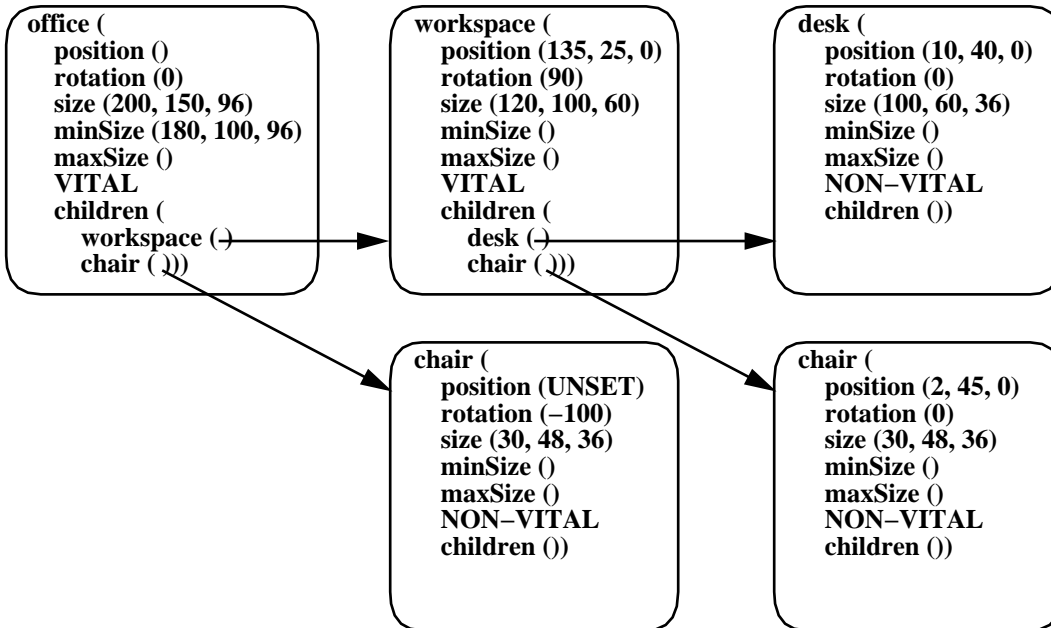 office (
position ()
rotation (0)
size (200, 150, 96)
minSize (180, 100, 96)
maxSize ()
VITAL
children (
workspace ( )
chair ( )))
workspace (
position (135, 25, 0)
rotation (90)
size (120, 100, 60)
minSize ()
maxSize ()
VITAL
children (
desk ( )
chair ( )))
desk (
position (10, 40, 0)
rotation (0)
size (100, 60, 36)
minSize ()
maxSize ()
NON−VITAL
children ())
chair (
position (UNSET)
rotation (−100)
size (30, 48, 36)
minSize ()
maxSize ()
NON−VITAL
children ())
chair (
position (2, 45, 0)
rotation (0)
size (30, 48, 36)
minSize ()
maxSize ()
NON−VITAL
children ())